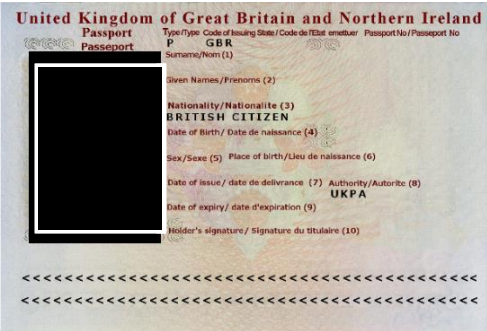 United Kingdom of Great Britain and Northern Ireland
Passport Type/Type Code of Issuing State/Code de l'Etat emetteur Passport No/Passeport No
Passeport P GBR
Surname/Nom (1)
Given Names/Prenoms (2)
Nationality/Nationalite (3)
BRITISH CITIZEN
Date of Birth/ Date de naissance (4)
Sex/Sexe (5) Place of birth/Lieu de naissance (6)
Date of issue/ date de delivrance (7) Authority/Autorite (8)
UKPA
Date of expiry/ date d'expiration (9)
Holder's signature/ Signature du titulaire (10)
<<<<<<<<<<<<<<<<<<<<<<<<<<<<<<<<<<<<<<<<<<<<
<<<<<<<<<<<<<<<<<<<<<<<<<<<<<<<<<<<<<<<<<<<<